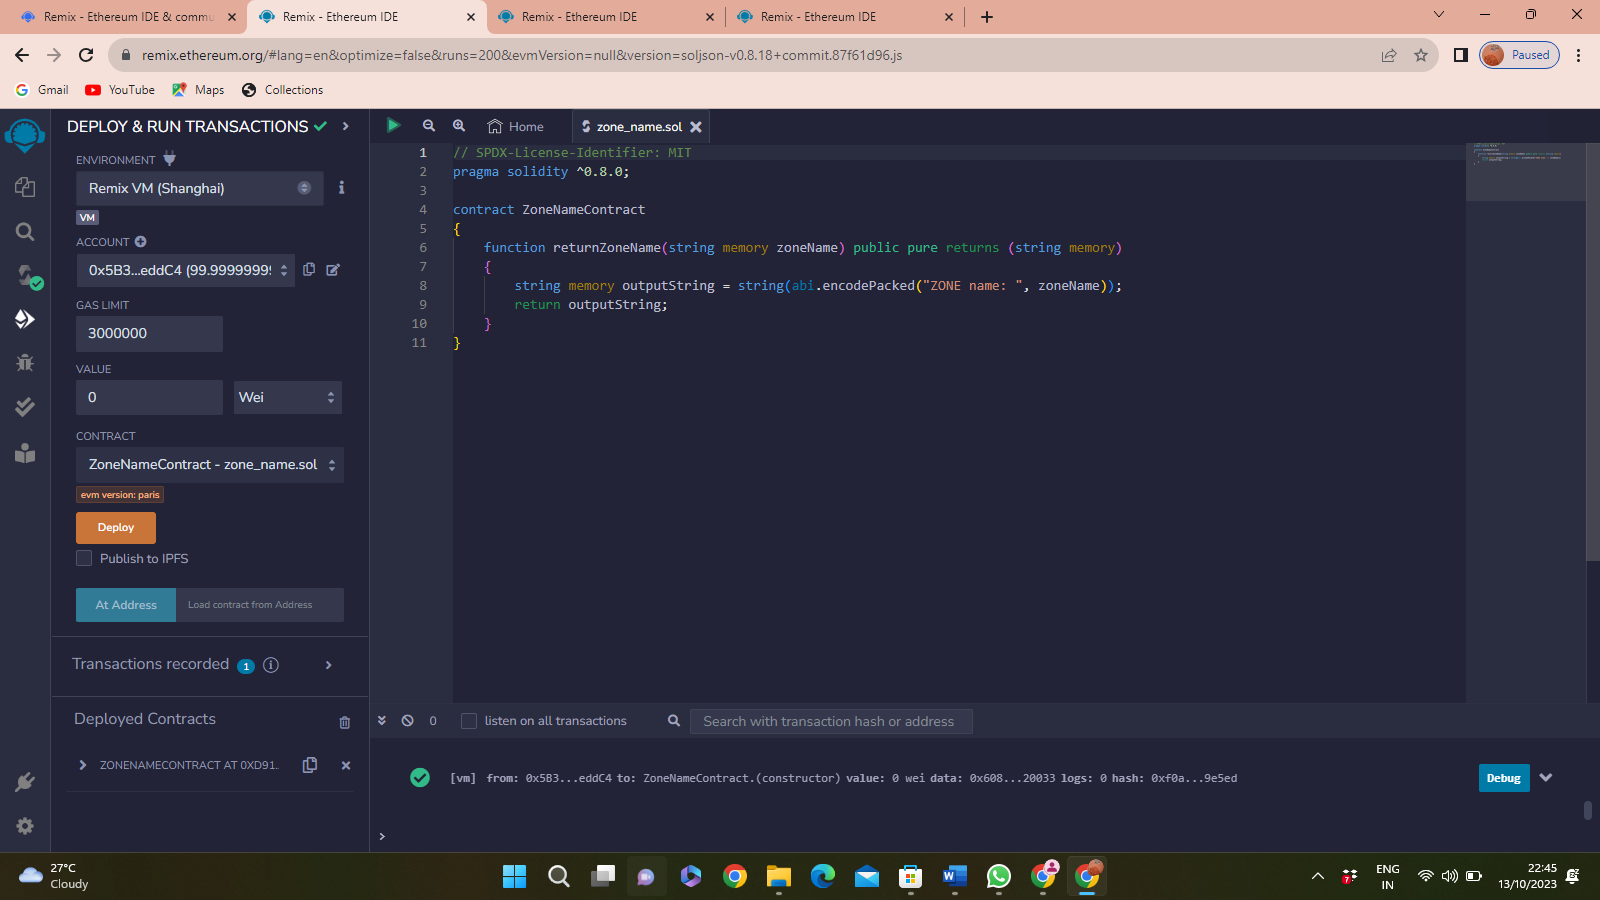 Remix - Ethereum IDE & commu
Remix - Ethereum IDE
Remix - Ethereum IDE
Remix - Ethereum IDE
remix.ethereum.org/#lang=en&optimize=false&runs=200&evmVersion=null&version=soljson-v0.8.18+commit.87f61d96.js
Paused
Gmail YouTube Maps Collections
DEPLOY & RUN TRANSACTIONS
ENVIRONMENT
Remix VM (Shanghai)
VM
ACCOUNT
0x5B3...eddC4 (99.9999999
GAS LIMIT
3000000
VALUE
0
Wei
CONTRACT
ZoneNameContract - zone_name.sol
evm version: paris
Deploy
Publish to IPFS
At Address
Load contract from Address
Transactions recorded 1
Deployed Contracts
ZONENAMECONTRACT AT 0XD91...
Home
zone_name.sol
1 // SPDX-License-Identifier: MIT
2 pragma solidity ^0.8.0;
3
4 contract ZoneNameContract
5 {
6 function returnZoneName(string memory zoneName) public pure returns (string memory)
7 {
8 string memory outputString = string(abi.encodePacked("ZONE name: ", zoneName));
9 return outputString;
10 }
11 }
0
listen on all transactions
Search with transaction hash or address
[vm] from: 0x5B3...eddC4 to: ZoneNameContract.(constructor) value: 0 wei data: 0x608...20033 logs: 0 hash: 0xf0a...9e5ed
Debug
>
27°C
Cloudy
ENG
IN
22:45
13/10/2023